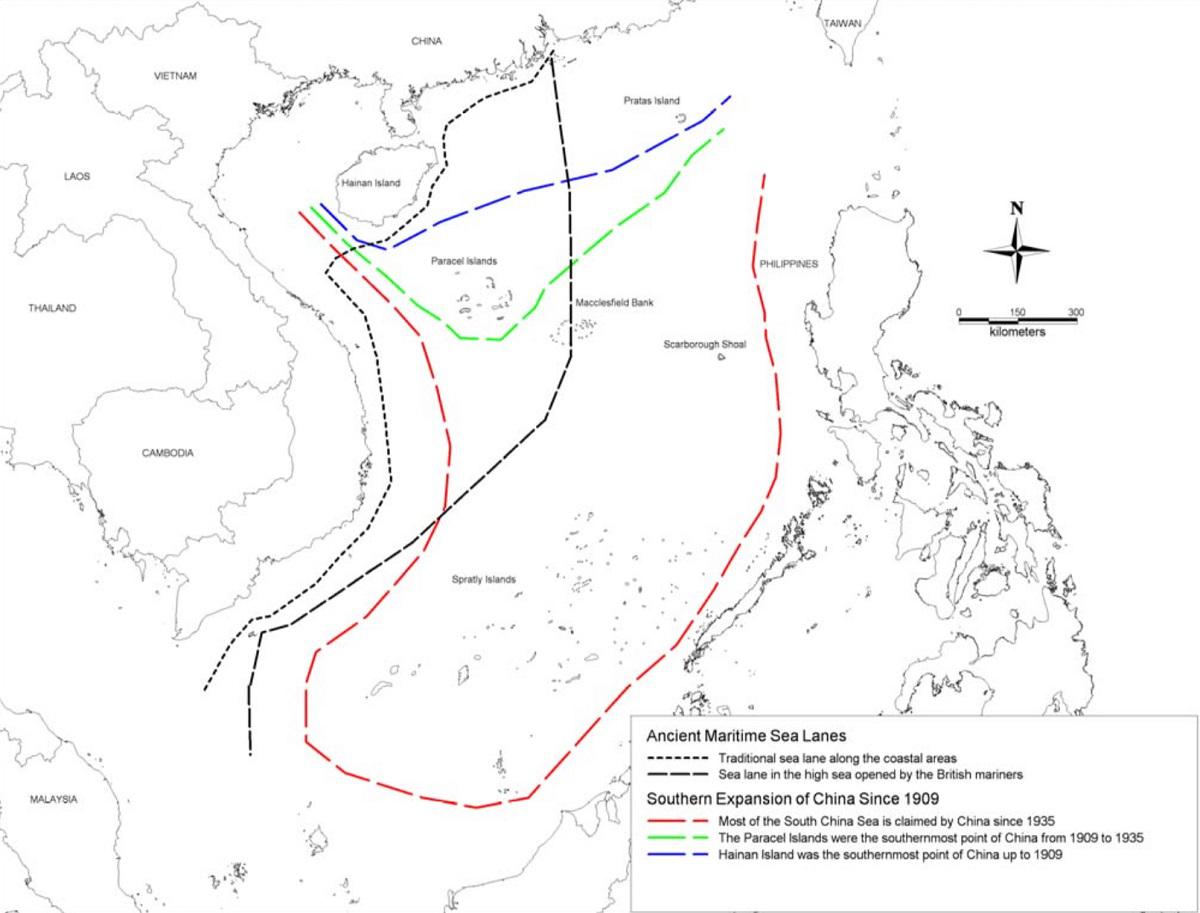 TAIWAN
CHINA
VIETNAM
Pratas Island
LAOS
Hainan Island
N
Paracel Islands
PHILIPPINES
Macclesfield Bank
THAILAND
0 150 300
kilometers
Scarborough Shoal
CAMBODIA
Spratly Islands
MALAYSIA
Ancient Maritime Sea Lanes
Traditional sea lane along the coastal areas
Sea lane in the high sea opened by the British mariners
Southern Expansion of China Since 1909
Most of the South China Sea is claimed by China since 1935
The Paracel Islands were the southernmost point of China from 1909 to 1935
Hainan Island was the southernmost point of China up to 1909